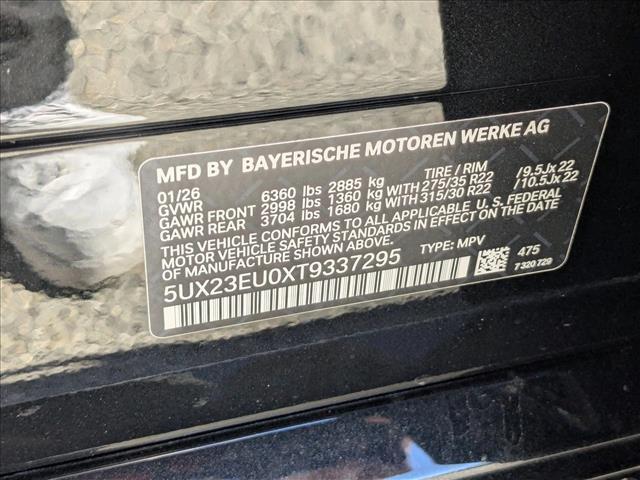 MFD BY BAYERISCHE MOTOREN WERKE AG
01/26 TIRE / RIM
GVWR 6360 lbs 2885 kg
GAWR FRONT 2998 lbs 1360 kg WITH 275/35 R22 /9.5Jx22
GAWR REAR 3704 lbs 1680 kg WITH 315/30 R22 /10.5Jx22
THIS VEHICLE CONFORMS TO ALL APPLICABLE U.S. FEDERAL
MOTOR VEHICLE SAFETY STANDARDS IN EFFECT ON THE DATE
OF MANUFACTURE SHOWN ABOVE.
TYPE: MPV
5UX23EU0XT9337295
475
7 320 729